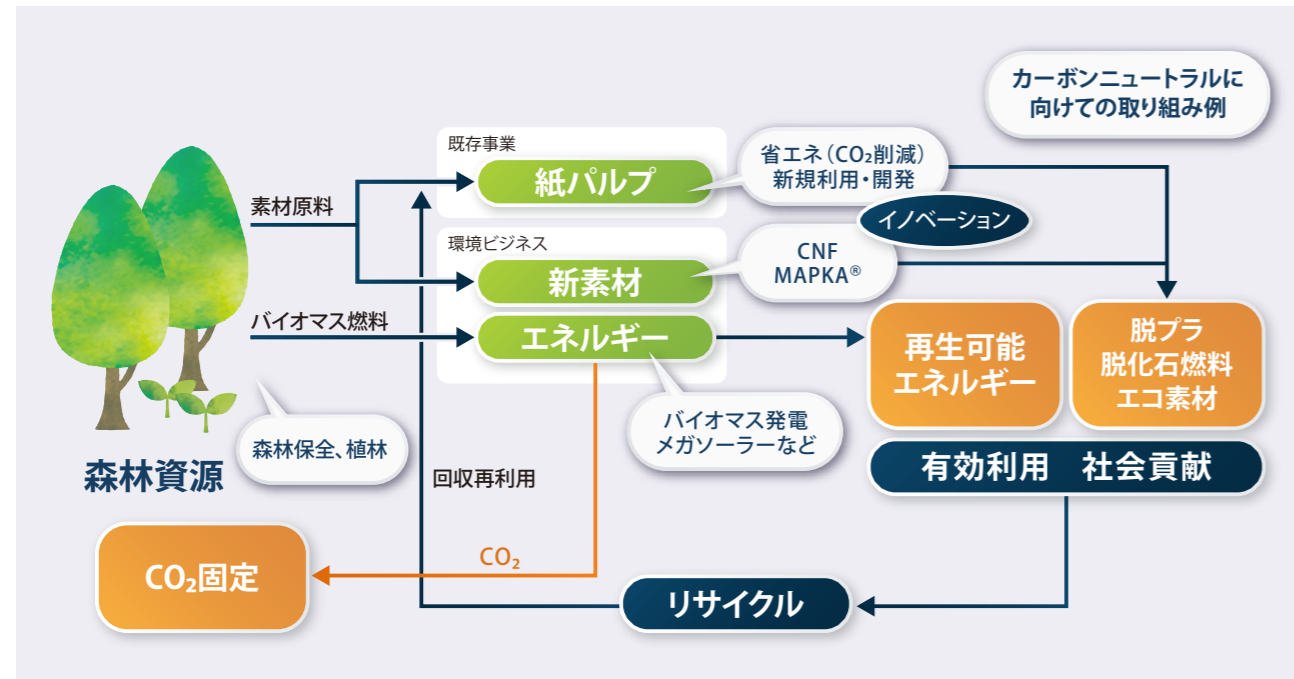 カーボンニュートラルに
向けての取り組み例
既存事業
紙パルプ
省エネ(CO₂削減)
新規利用・開発
イノベーション
素材原料
環境ビジネス
新素材
CNF
MAPKA®
バイオマス燃料
エネルギー
再生可能
エネルギー
脱プラ
脱化石燃料
エコ素材
バイオマス発電
メガソーラーなど
森林保全、植林
森林資源
回収再利用
有効利用 社会貢献
CO₂
CO₂固定
リサイクル